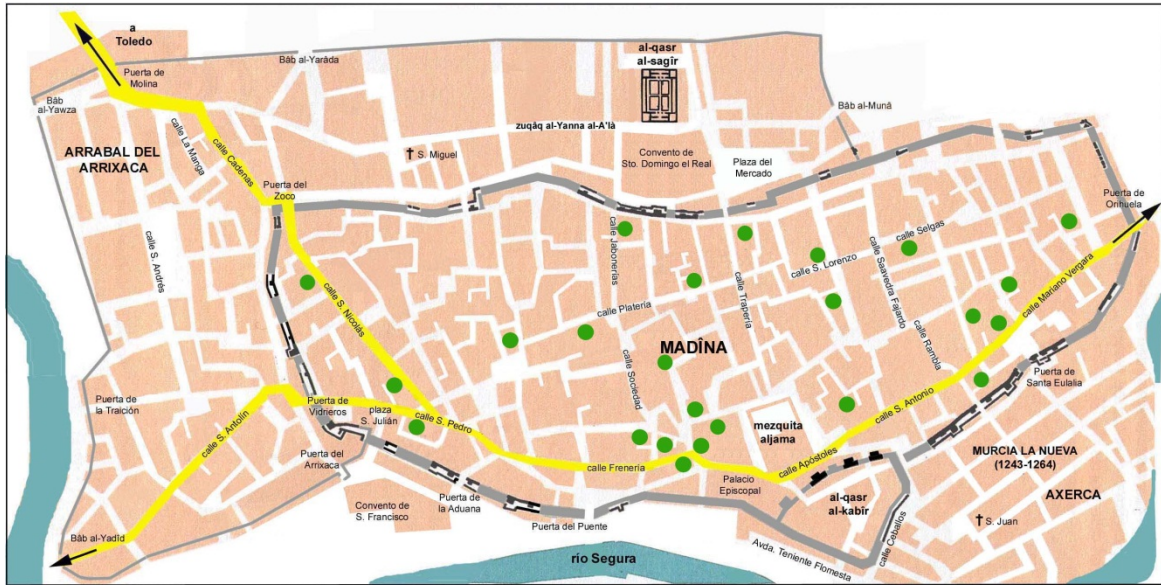 a
Toledo
Puerta de
Molina
Bâb al-Yarâda
al-qasr
al-sagîr
Bâb
al-Yawza
Bâb al-Munâ
zuqâq al-Yanna al-A'là
calle La Manga
ARRABAL DEL
ARRIXACA
calle Cadenas
✝ S. Miguel
Convento de
Sto. Domingo el Real
Plaza del
Mercado
Puerta del
Zoco
Puerta de
Orihuela
calle S. Andrés
calle Jabonerías
calle Selgas
calle S. Lorenzo
calle Saavedra Fajardo
calle Mariano Vergara
calle S. Nicolás
calle Platería
calle Trapería
MADÎNA
calle Rambla
calle Sociedad
Puerta de
Santa Eulalia
Puerta de
la Traición
Puerta de
Vidrieros
plaza
S. Julián
calle S. Pedro
calle S. Antonio
calle S. Antolín
mezquita
aljama
Puerta del
Arrixaca
calle Frenería
calle Apóstoles
MURCIA LA NUEVA
(1243-1264)
Palacio
Episcopal
AXERCA
Convento de
S. Francisco
Puerta de
la Aduana
al-qasr
al-kabîr
Puerta del Puente
✝ S. Juan
calle Ceballos
Bâb al-Yadîd
Avda. Teniente Flomesta
río Segura